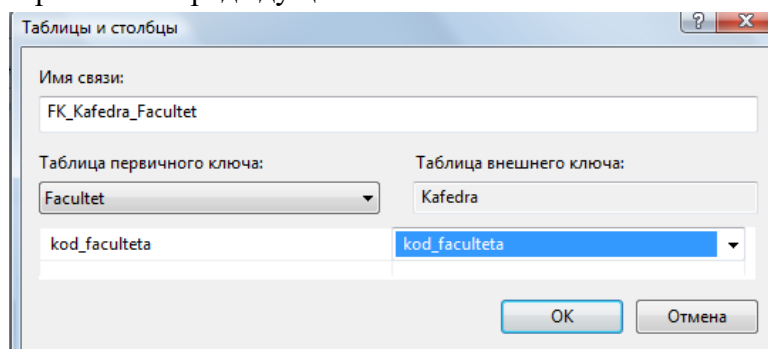 Таблицы и столбцы
Имя связи:
FK_Kafedra_Facultet
Таблица первичного ключа: Таблица внешнего ключа:
Facultet Kafedra
kod_faculteta kod_faculteta
OK Отмена